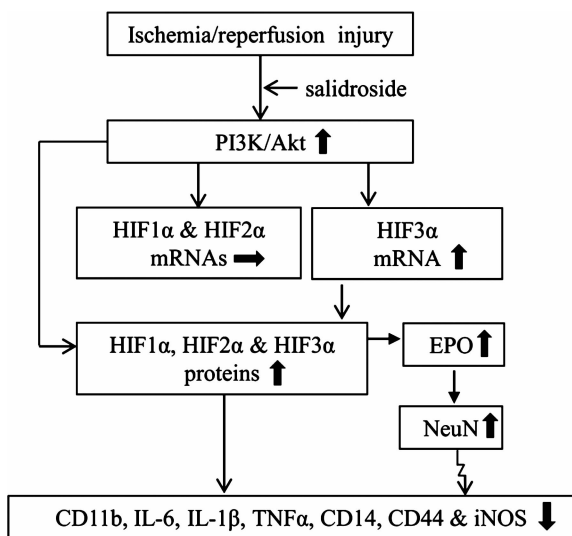 Ischemia/reperfusion injury
salidroside
PI3K/Akt
HIF1α & HIF2α
mRNAs
HIF3α
mRNA
HIF1α, HIF2α & HIF3α
proteins
EPO
NeuN
CD11b, IL-6, IL-1β, TNFα, CD14, CD44 & iNOS